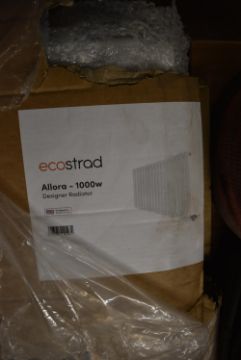 ecostrad
Allora - 1000w
Designer Radiator